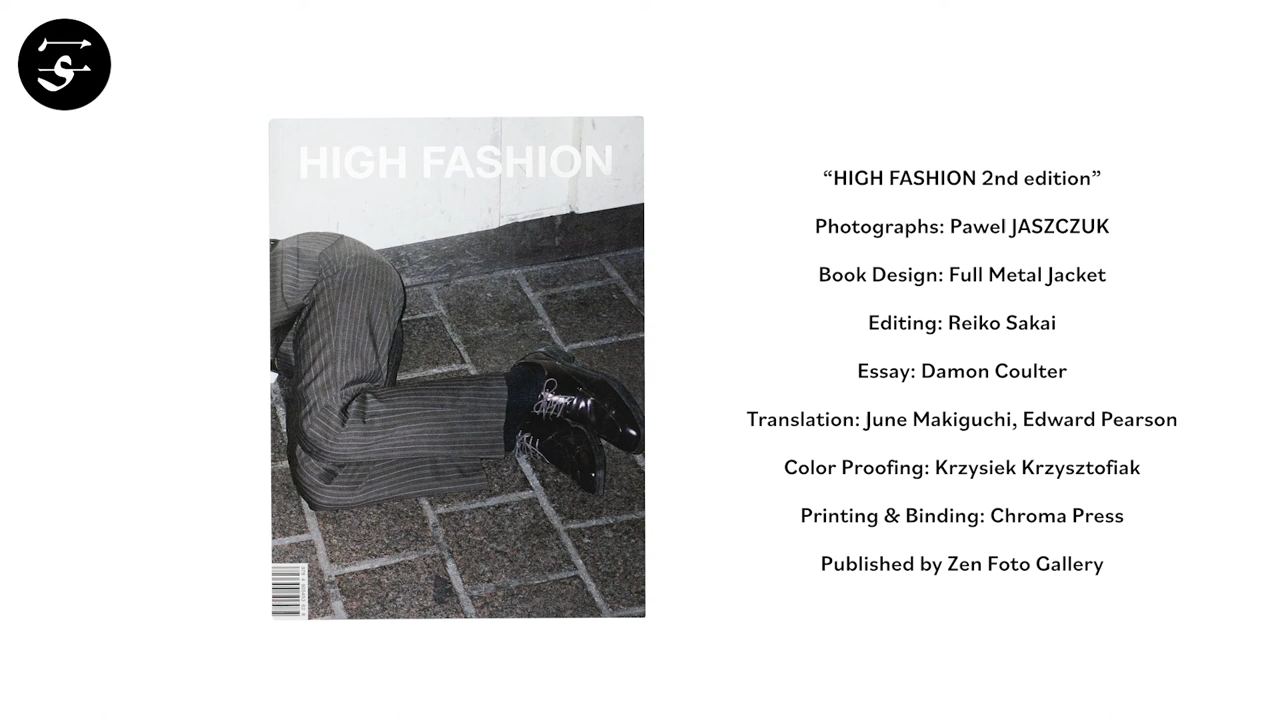 HIGH FASHION
“HIGH FASHION 2nd edition”
Photographs: Pawel JASZCZUK
Book Design: Full Metal Jacket
Editing: Reiko Sakai
Essay: Damon Coulter
Translation: June Makiguchi, Edward Pearson
Color Proofing: Krzysiek Krzysztofiak
Printing & Binding: Chroma Press
Published by Zen Foto Gallery